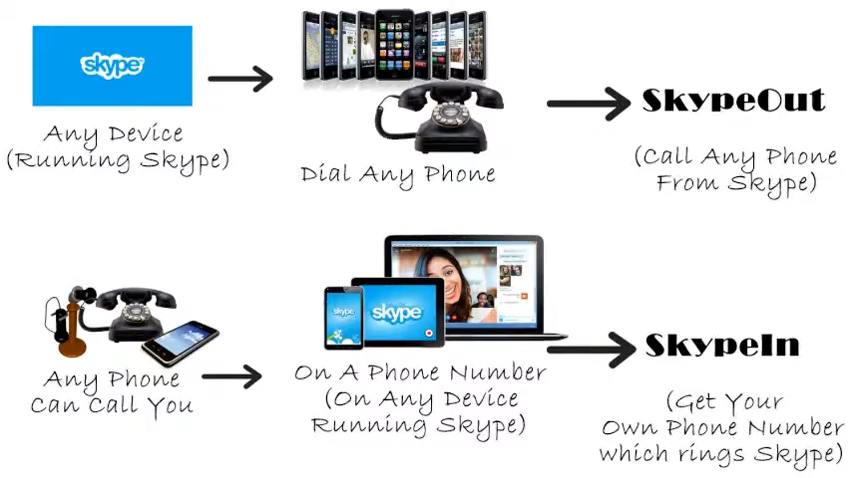 skype
Any Device
(Running Skype)
Dial Any Phone
SkypeOut
(Call Any Phone
From Skype)
Any Phone
Can Call You
skype
On A Phone Number
(On Any Device
Running Skype)
SkypeIn
(Get Your
Own Phone Number
which rings Skype)